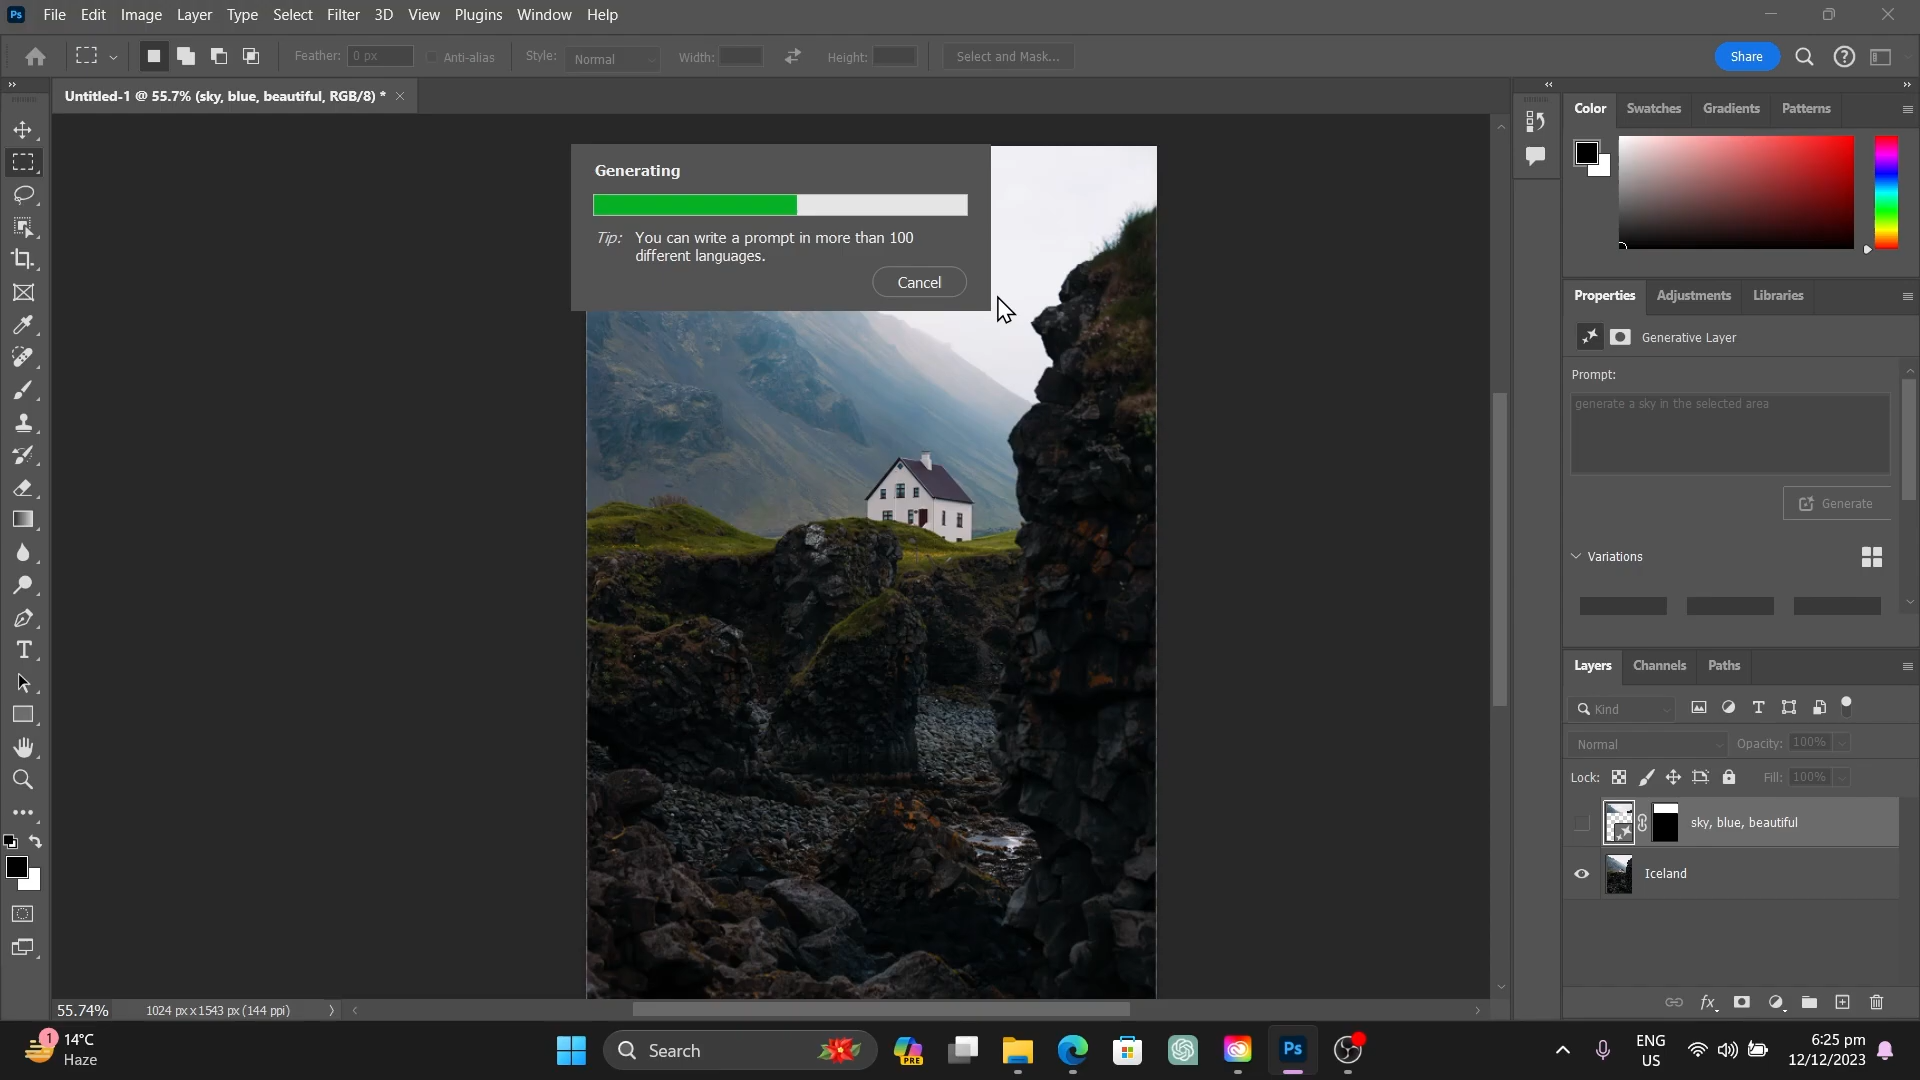 Ps File Edit Image Layer Type Select Filter 3D View Plugins Window Help
Feather: 0 px Anti-alias Style: Normal Width: Height: Select and Mask... Share
Untitled-1 @ 55.7% (sky, blue, beautiful, RGB/8) *
Generating
Tip: You can write a prompt in more than 100
different languages.
Cancel
Color Swatches Gradients Patterns
Properties Adjustments Libraries
Generative Layer
Prompt:
generate a sky in the selected area
Generate
Variations
Layers Channels Paths
Kind
Normal Opacity: 100%
Lock: Fill: 100%
sky, blue, beautiful
Iceland
fx
55.74% 1024 px x 1543 px (144 ppi)
1 14°C
Haze
Search
PRE
Ps
ENG
US
6:25 pm
12/12/2023